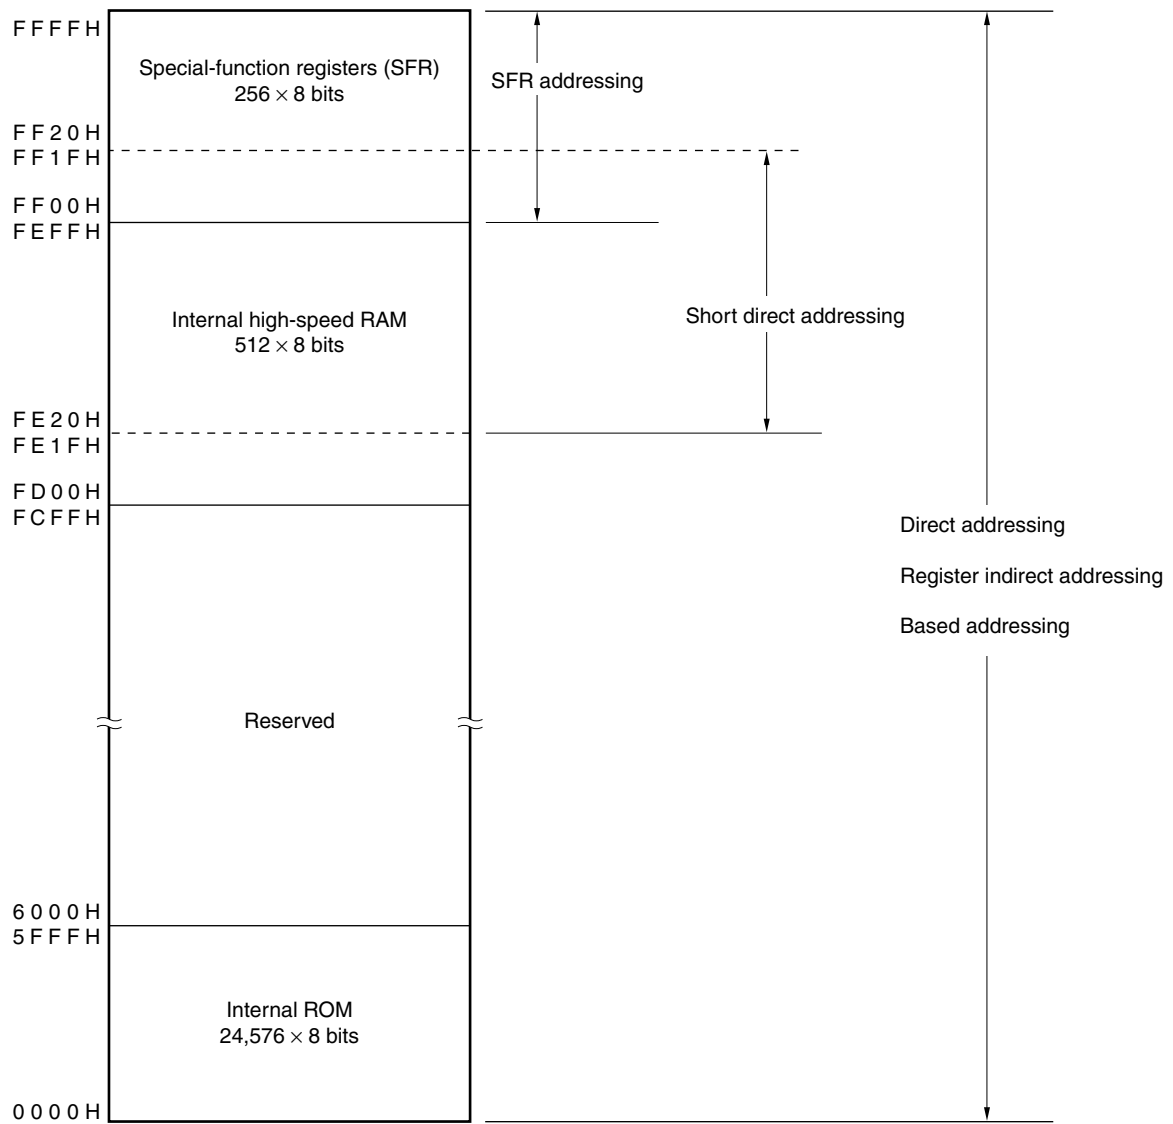 FFFFH
Special-function registers (SFR)
256 × 8 bits
SFR addressing
FF20H
FF1FH
FF00H
FEFFH
Internal high-speed RAM
512 × 8 bits
Short direct addressing
FE20H
FE1FH
FD00H
FCFFH
Direct addressing
Register indirect addressing
Based addressing
Reserved
6000H
5FFFH
Internal ROM
24,576 × 8 bits
0000H